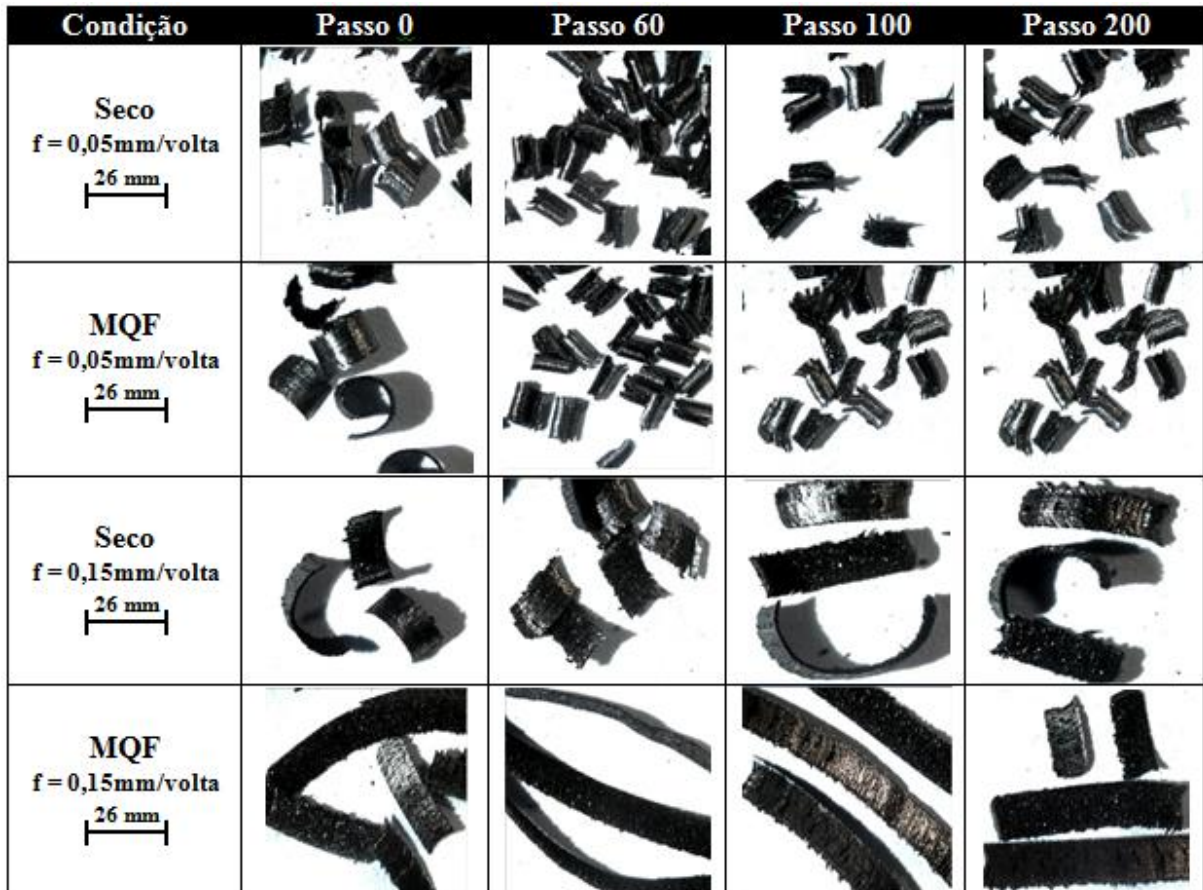 Condição
Passo 0
Passo 60
Passo 100
Passo 200
Seco
f = 0,05mm/volta
26 mm
MQF
f = 0,05mm/volta
26 mm
Seco
f = 0,15mm/volta
26 mm
MQF
f = 0,15mm/volta
26 mm